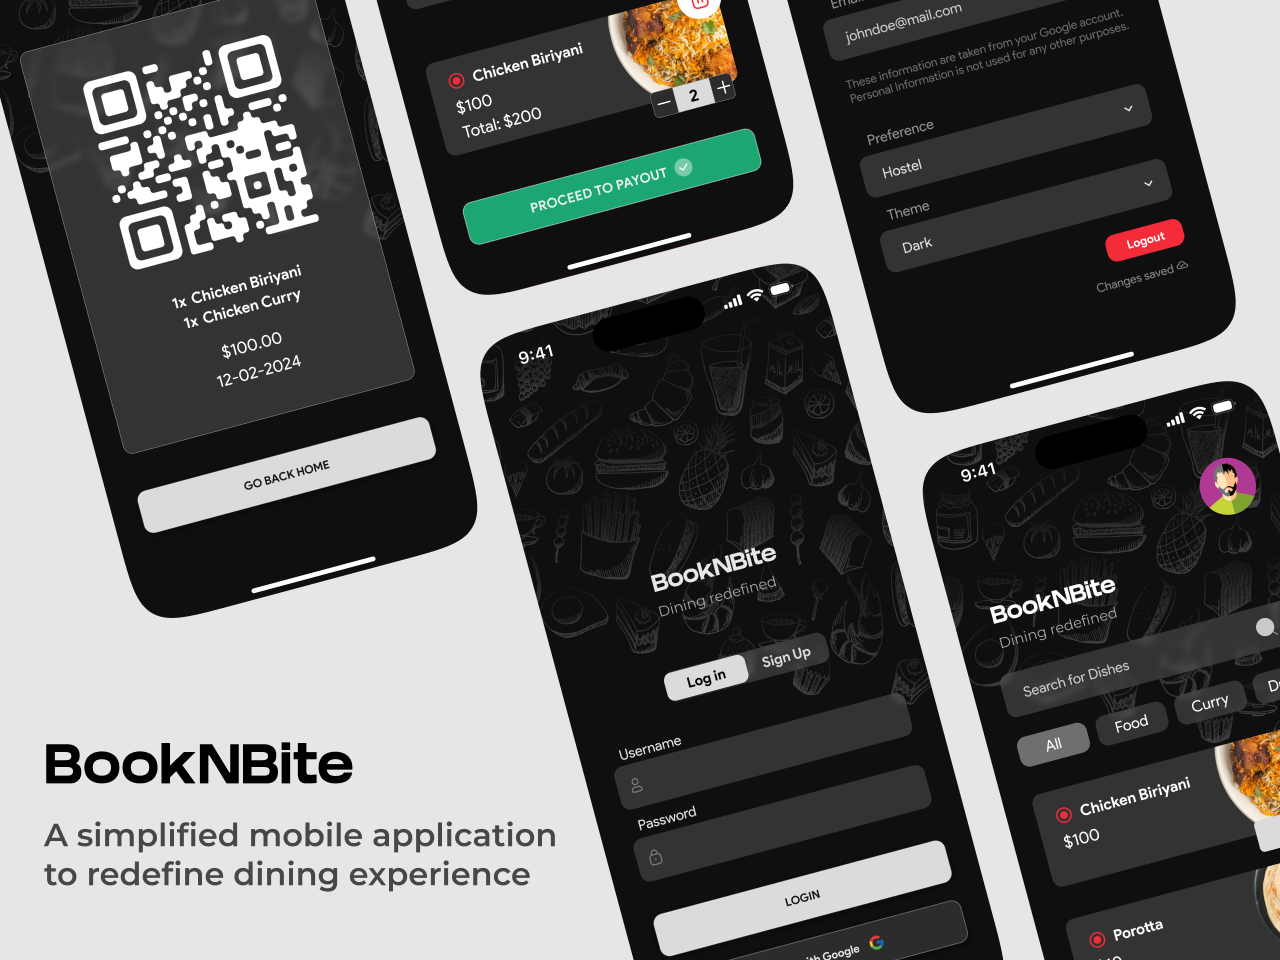 1x Chicken Biriyani
1x Chicken Curry
$100.00
12-02-2024
GO BACK HOME
Chicken Biriyani
$100
Total: $200
2
PROCEED TO PAYOUT
johndoe@mail.com
These information are taken from your Google account.
Personal Information is not used for any other purposes.
Preference
Hostel
Theme
Dark
Logout
Changes saved
9:41
BookNBite
Dining redefined
Log in
Sign Up
Username
Password
LOGIN
Google
9:41
BookNBite
Dining redefined
Search for Dishes
All
Food
Curry
Chicken Biriyani
$100
Porotta
BookNBite
A simplified mobile application
to redefine dining experience